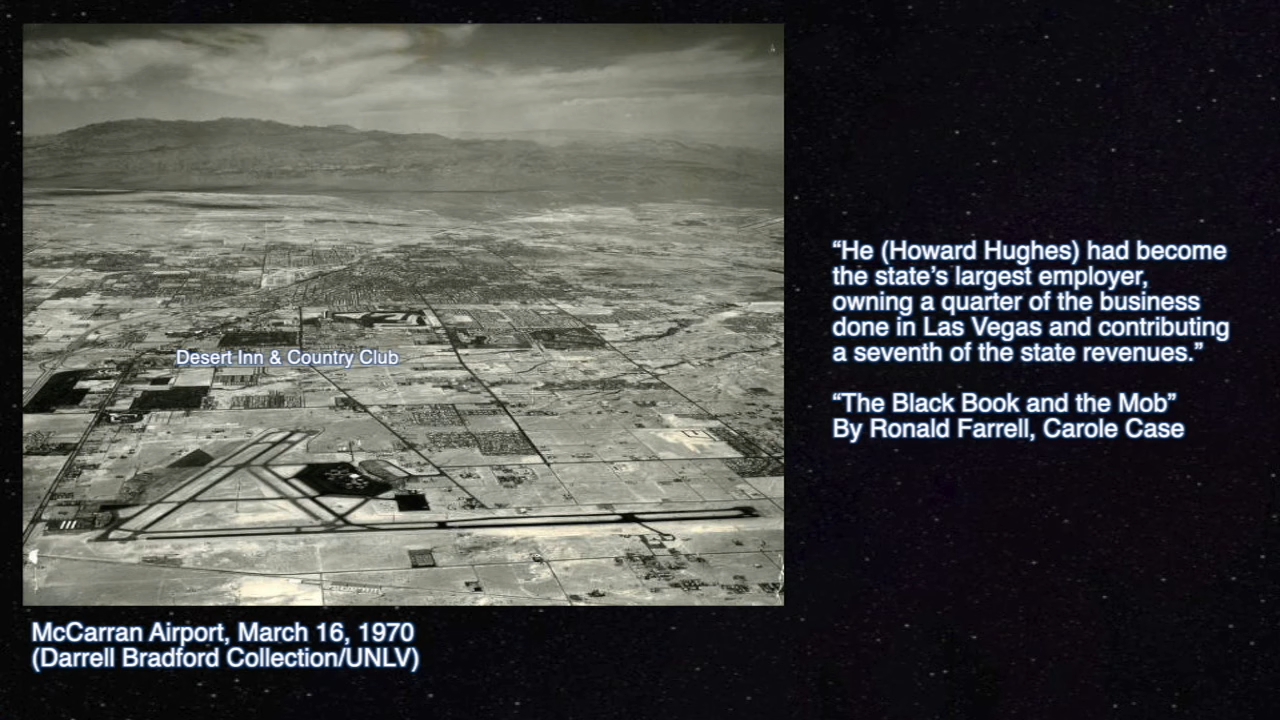 Desert Inn & Country Club
McCarran Airport, March 16, 1970
(Darrell Bradford Collection/UNLV)
“He (Howard Hughes) had become
the state’s largest employer,
owning a quarter of the business
done in Las Vegas and contributing
a seventh of the state revenues.”
“The Black Book and the Mob”
By Ronald Farrell, Carole Case